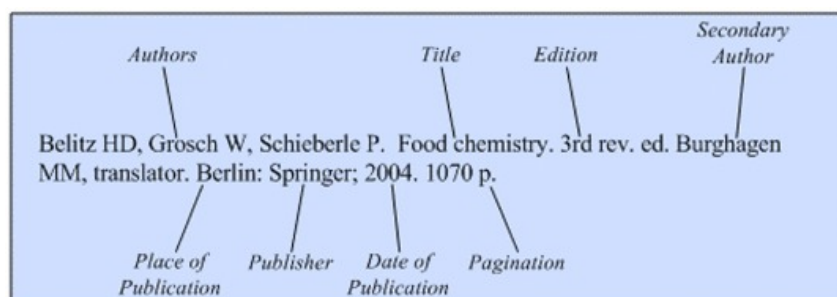 Secondary
Authors Title Edition Author
Belitz HD, Grosch W, Schieberle P. Food chemistry. 3rd rev. ed. Burghagen
MM, translator. Berlin: Springer; 2004. 1070 p.
Place of Publisher Date of Pagination
Publication Publication